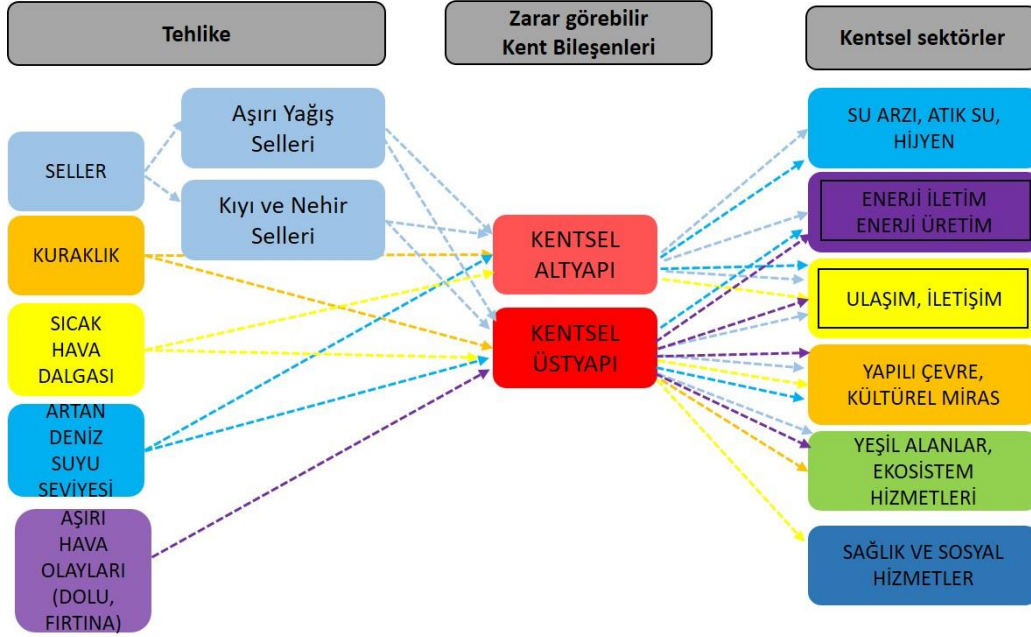 Tehlike
Zarar görebilir
Kent Bileşenleri
Kentsel sektörler
SELLER
Aşırı Yağış
Selleri
Kıyı ve Nehir
Selleri
KURAKLIK
SICAK
HAVA
DALGASI
ARTAN
DENİZ
SUYU
SEVİYESİ
AŞIRI
HAVA
OLAYLARI
(DOLU,
FIRTINA)
KENTSEL
ALTYAPI
KENTSEL
ÜSTYAPI
SU ARZI, ATIK SU,
HİJYEN
ENERJİ İLETİM
ENERJİ ÜRETİM
ULAŞIM, İLETİŞİM
YAPILI ÇEVRE,
KÜLTÜREL MİRAS
YEŞİL ALANLAR,
EKOSİSTEM
HİZMETLERİ
SAĞLIK VE SOSYAL
HİZMETLER